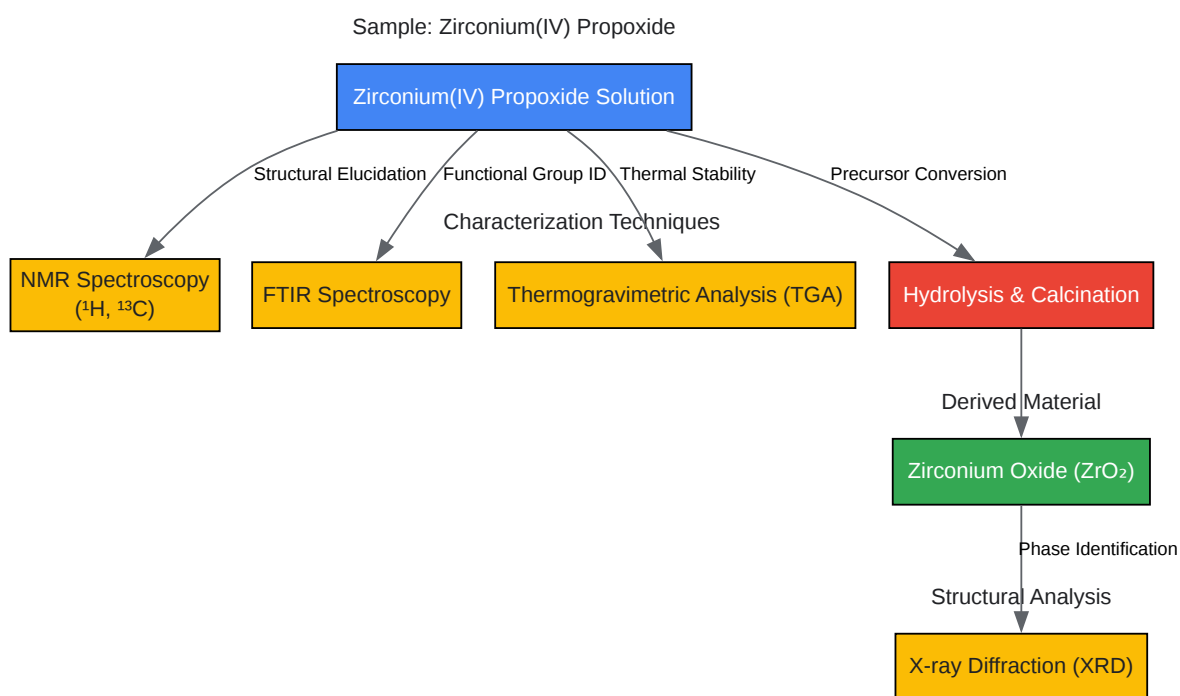 Sample: Zirconium(IV) Propoxide
Zirconium(IV) Propoxide Solution
Structural Elucidation
Functional Group ID
Thermal Stability
Precursor Conversion
Characterization Techniques
NMR Spectroscopy
(¹H, ¹³C)
FTIR Spectroscopy
Thermogravimetric Analysis (TGA)
Hydrolysis & Calcination
Derived Material
Zirconium Oxide (ZrO₂)
Phase Identification
Structural Analysis
X-ray Diffraction (XRD)